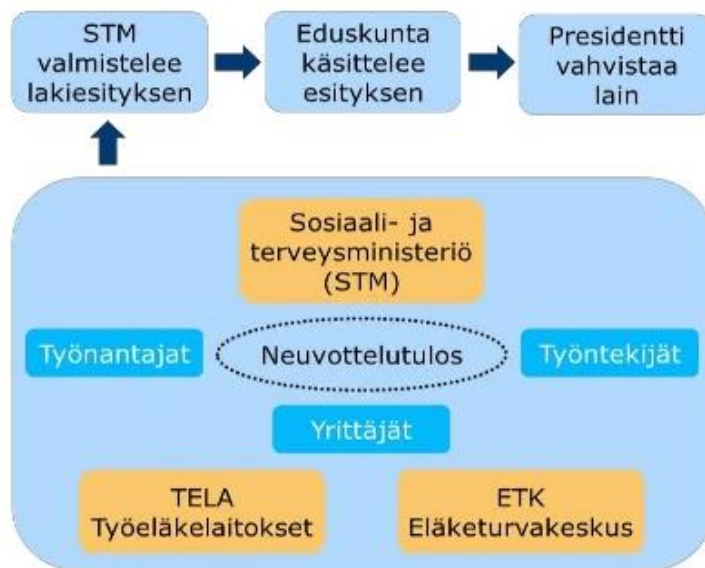 STM
valmistelee
lakiesityksen
Eduskunta
käsittelee
esityksen
Presidentti
vahvistaa
lain
Sosiaali- ja
terveysministeriö
(STM)
Työnantajat
Neuvottelutulos
Työntekijät
Yrittäjät
TELA
Työeläkelaitokset
ETK
Eläketurvakeskus